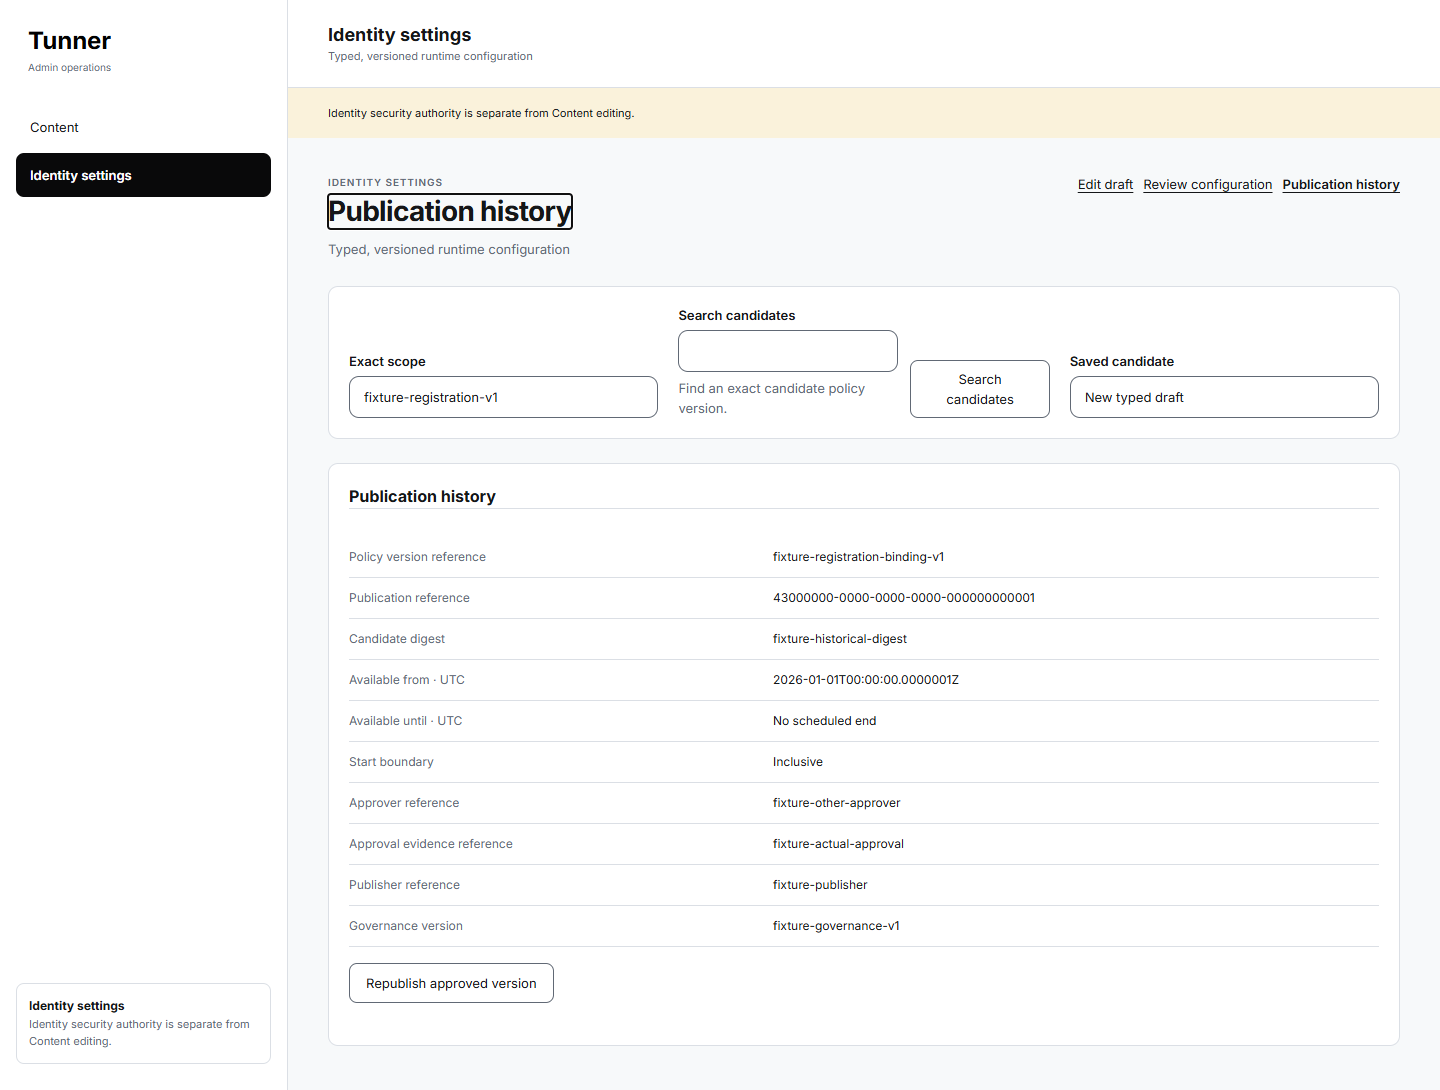 Tunner
Admin operations
Content
Identity settings
Identity settings
Identity security authority is separate from
Content editing.
Identity settings
Typed, versioned runtime configuration
Identity security authority is separate from Content editing.
IDENTITY SETTINGS
Publication history
Typed, versioned runtime configuration
Edit draft Review configuration Publication history
Exact scope
fixture-registration-v1
Search candidates
Find an exact candidate policy
version.
Search
candidates
Saved candidate
New typed draft
Publication history
Policy version reference fixture-registration-binding-v1
Publication reference 43000000-0000-0000-0000-000000000001
Candidate digest fixture-historical-digest
Available from · UTC 2026-01-01T00:00:00.0000001Z
Available until · UTC No scheduled end
Start boundary Inclusive
Approver reference fixture-other-approver
Approval evidence reference fixture-actual-approval
Publisher reference fixture-publisher
Governance version fixture-governance-v1
Republish approved version